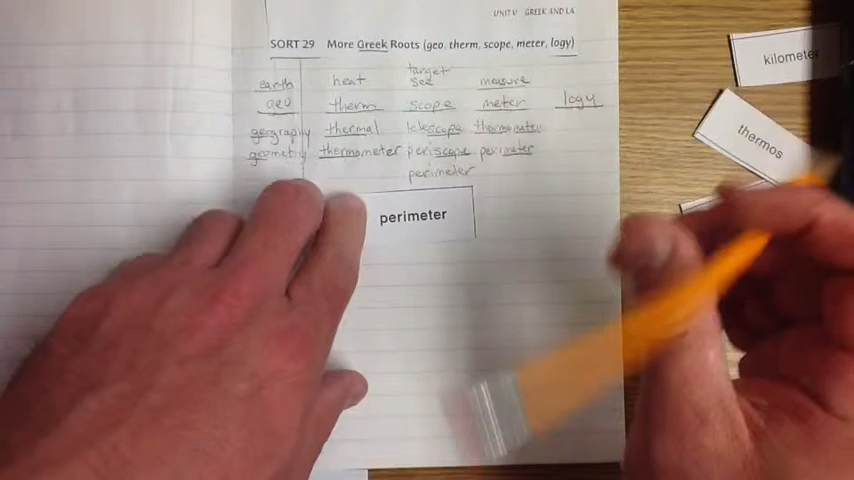 UNIT V GREEK AND LA
SORT 29 More Greek Roots (geo, therm, scope, meter, logy)
target
earth heat see measure
geo therm scope meter logy
geography thermal telescope thermometer
geometry thermometer periscope perimeter
perimeter
perimeter
kilometer
thermos